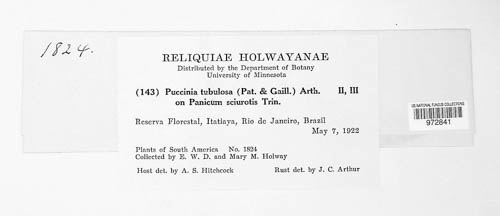 1824.
RELIQUIAE HOLWAYANAE
Distributed by the Department of Botany
University of Minnesota
(143) Puccinia tubulosa (Pat. & Gaill.) Arth. II, III
on Panicum sciurotis Trin.
Reserva Florestal, Itatiaya, Rio de Janeiro, Brazil
May 7, 1922
Plants of South America No. 1824
Collected by E. W. D. and Mary M. Holway
Host det. by A. S. Hitchcock Rust det. by J. C. Arthur
US NATIONAL FUNGUS COLLECTIONS
972841